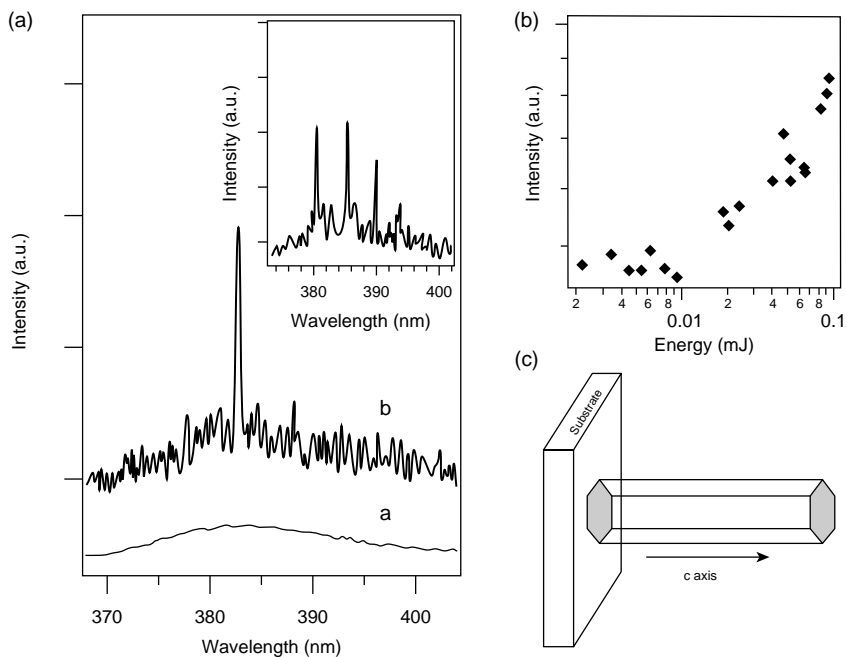 (a)
Intensity (a.u.)
Intensity (a.u.)
380 390 400
Wavelength (nm)
b
a
370 380 390 400
Wavelength (nm)
(b)
Intensity (a.u.)
2 4 6 8 2 4 6 8
0.01 0.1
Energy (mJ)
(c)
Substrate
c axis